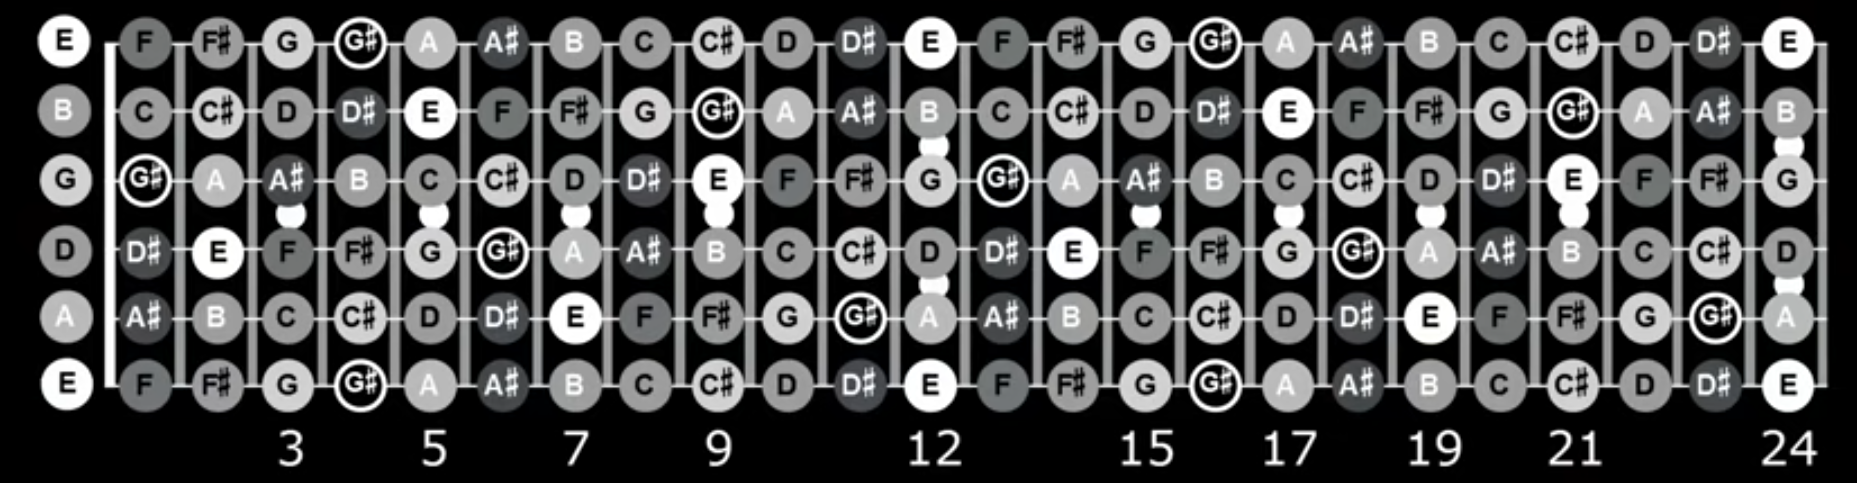 E F F♯ G G♯ A A♯ B C C♯ D D♯ E F F♯ G G♯ A A♯ B C C♯ D D♯ E
B C C♯ D D♯ E F F♯ G G♯ A A♯ B C C♯ D D♯ E F F♯ G G♯ A A♯ B
G G♯ A A♯ B C C♯ D D♯ E F F♯ G G♯ A A♯ B C C♯ D D♯ E F F♯ G
D D♯ E F F♯ G G♯ A A♯ B C C♯ D D♯ E F F♯ G G♯ A A♯ B C C♯ D
A A♯ B C C♯ D D♯ E F F♯ G G♯ A A♯ B C C♯ D D♯ E F F♯ G G♯ A
E F F♯ G G♯ A A♯ B C C♯ D D♯ E F F♯ G G♯ A A♯ B C C♯ D D♯ E
3 5 7 9 12 15 17 19 21 24